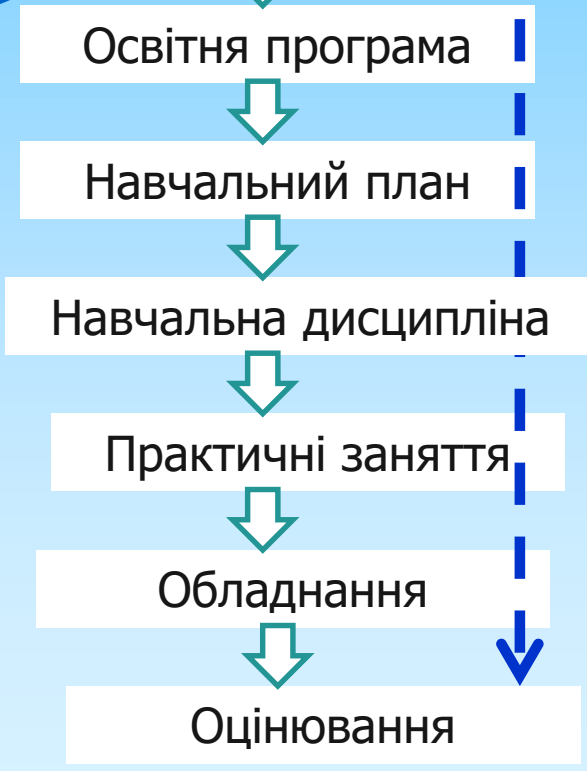 Освітня програма
Навчальний план
Навчальна дисципліна
Практичні заняття
Обладнання
Оцінювання